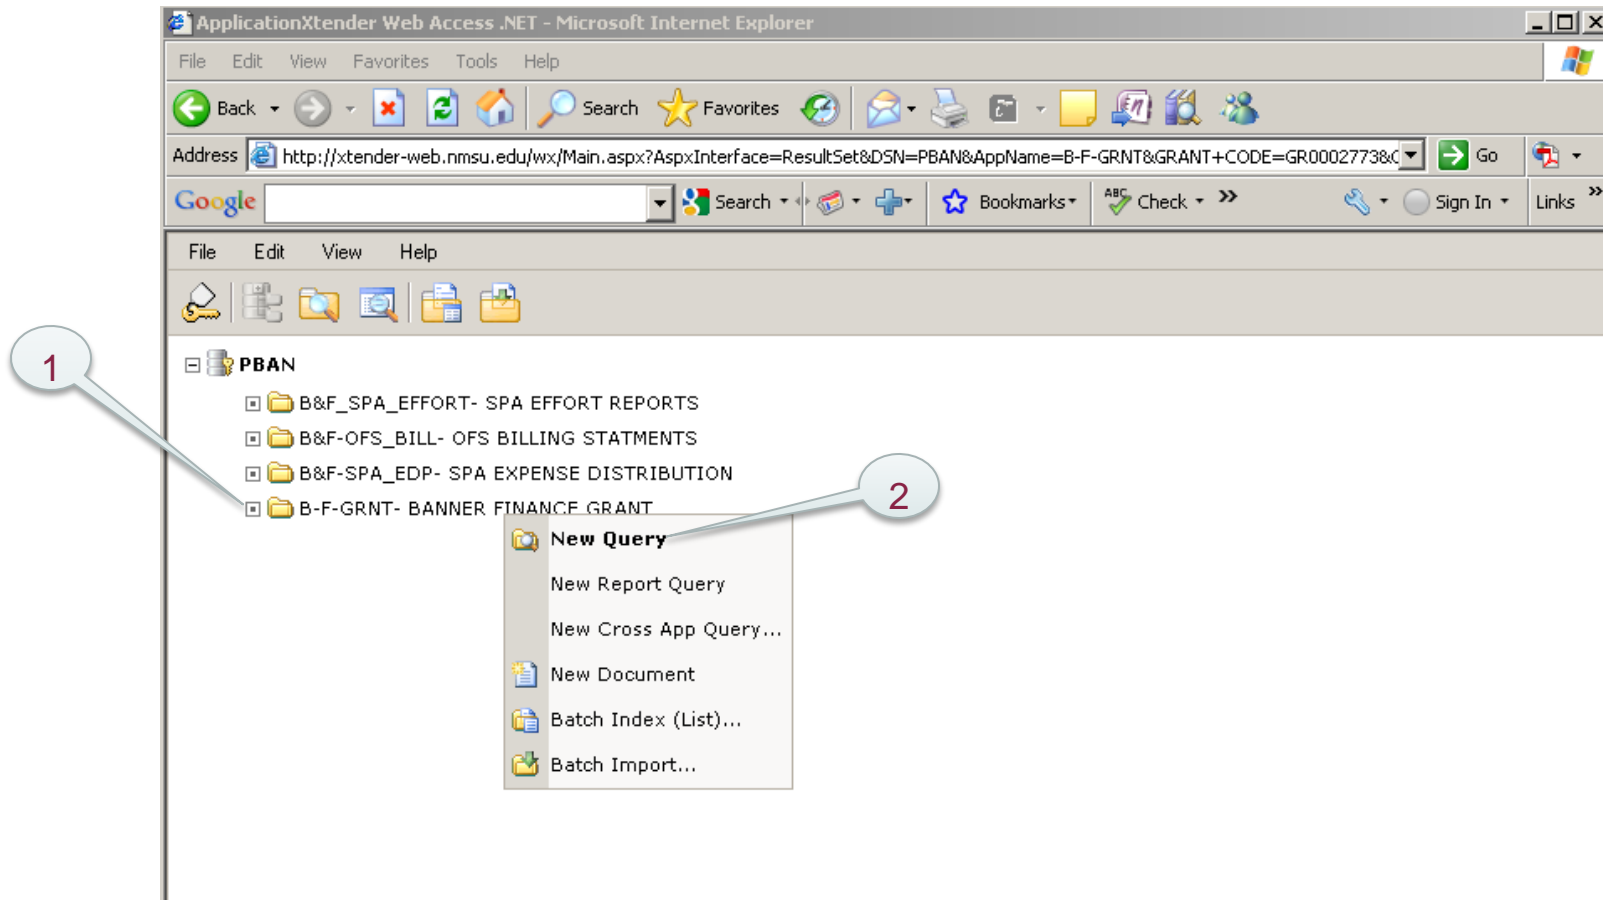 ApplicationXtender Web Access .NET - Microsoft Internet Explorer
File Edit View Favorites Tools Help
Back Search Favorites
Address http://xtender-web.nmsu.edu/wx/Main.aspx?AspxInterface=ResultSet&DSN=PBAN&AppName=B-F-GRNT&GRANT+CODE=GR0002773&
Go
Google Search Bookmarks ABC Check Sign In Links
File Edit View Help
1
PBAN
B&F_SPA_EFFORT- SPA EFFORT REPORTS
B&F-OFS_BILL- OFS BILLING STATMENTS
B&F-SPA_EDP- SPA EXPENSE DISTRIBUTION
B-F-GRNT- BANNER FINANCE GRANT
2
New Query
New Report Query
New Cross App Query...
New Document
Batch Index (List)...
Batch Import...